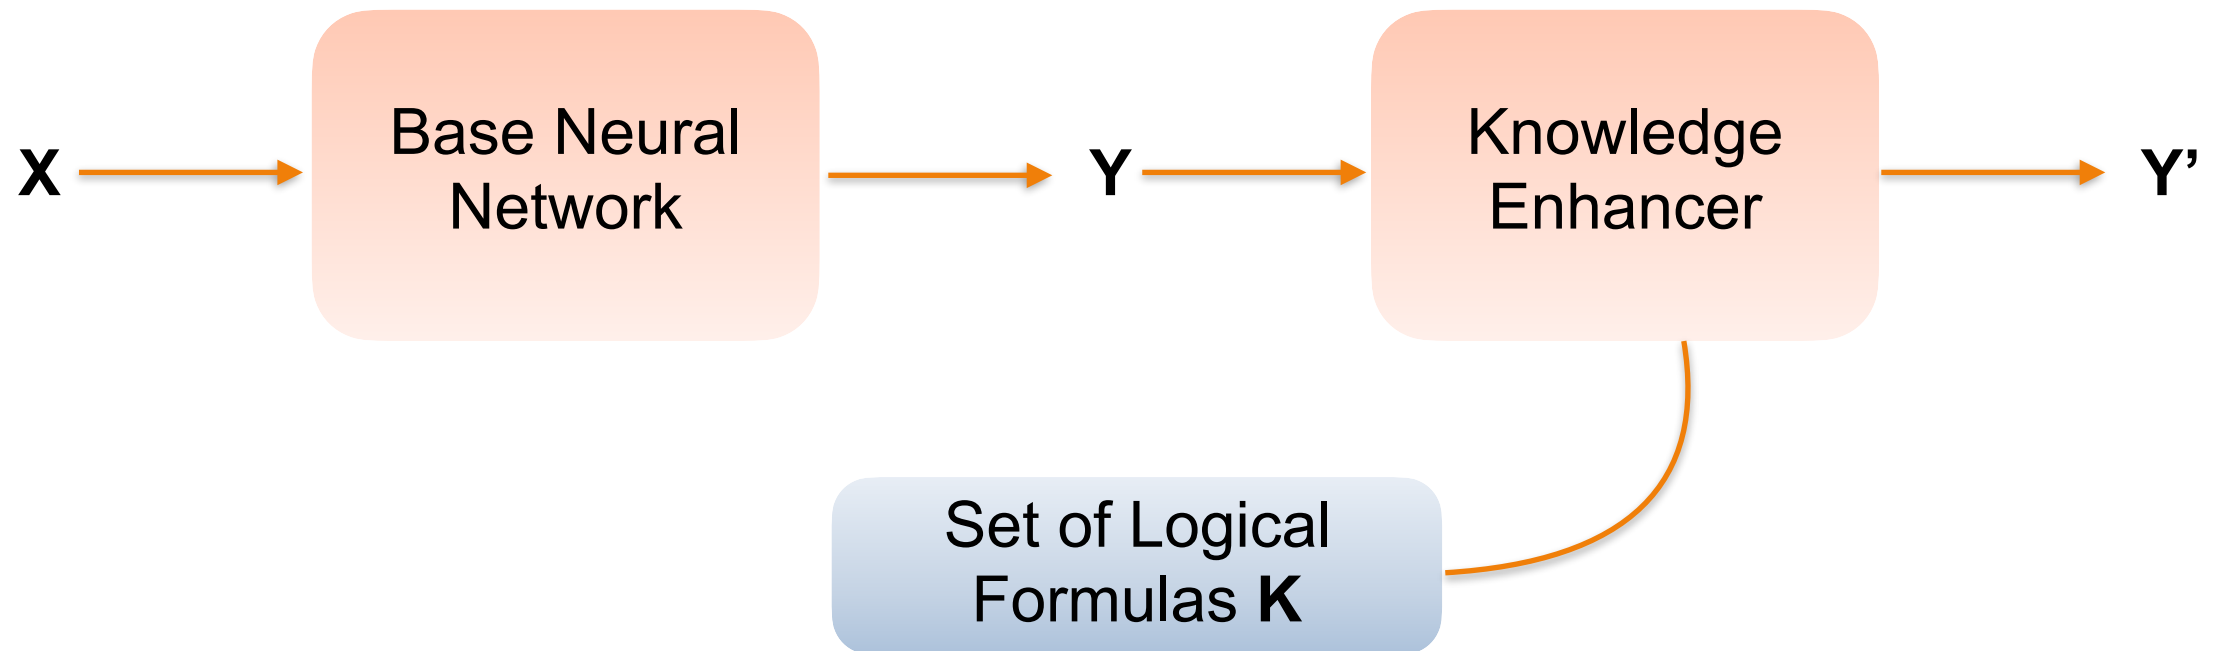 X
Base Neural
Network
Y
Knowledge
Enhancer
Y’
Set of Logical
Formulas K